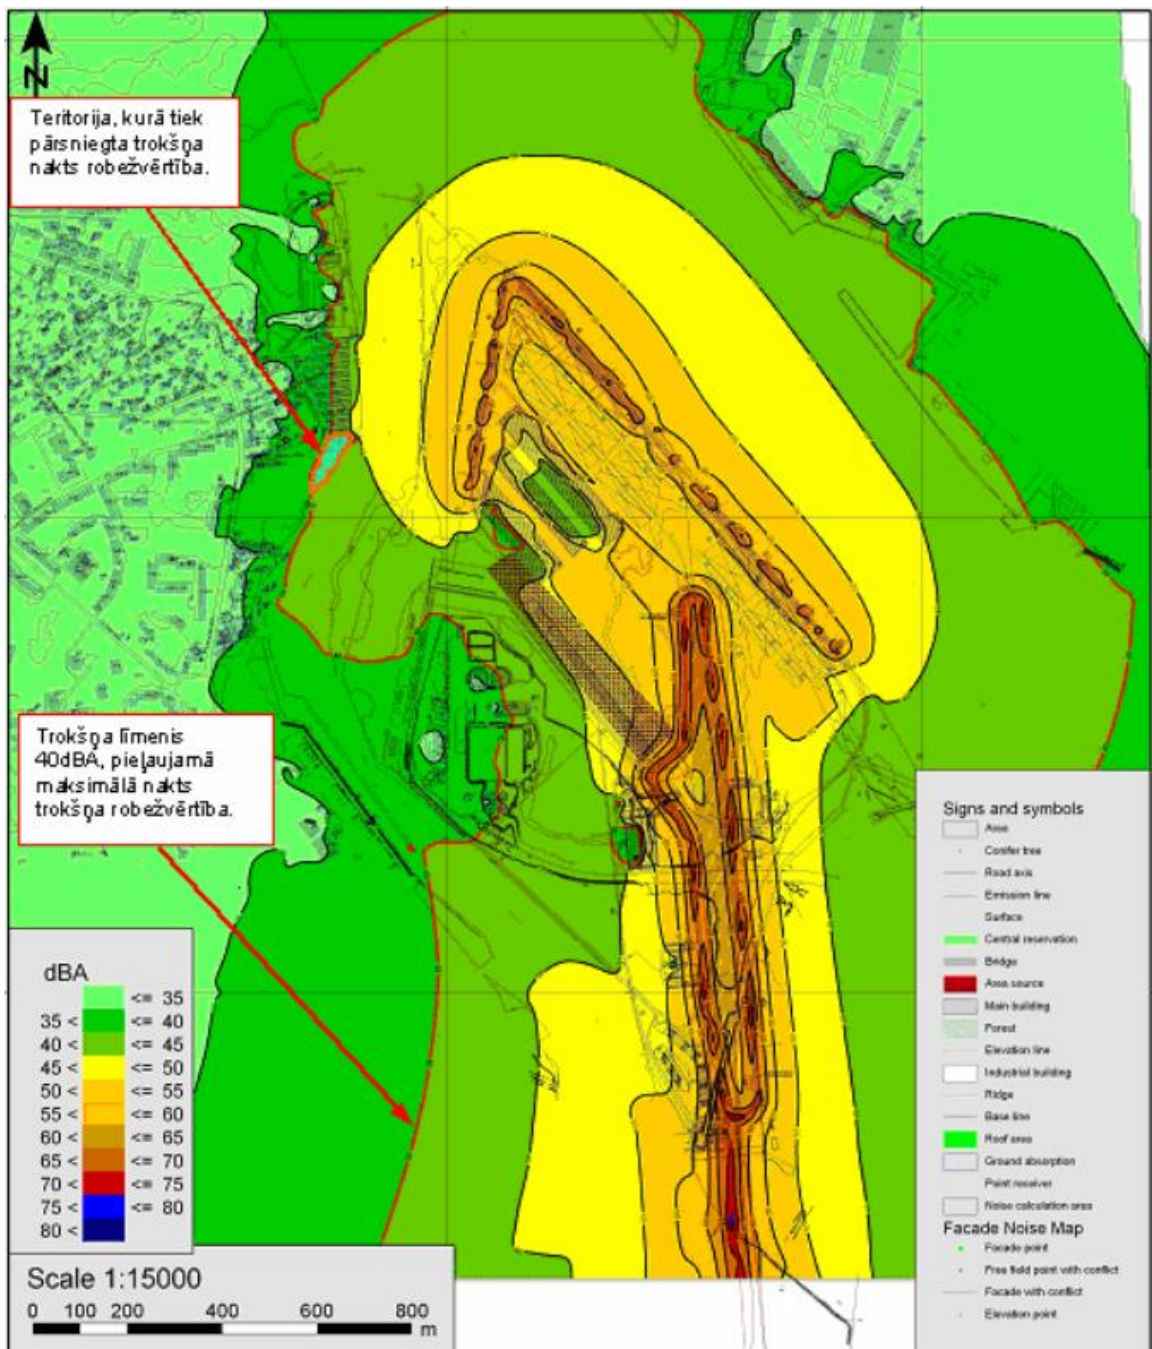 N
Teritorija, kurā tiek
pārsniegta trokšņa
nakts robežvērtība.
Trokšņa līmenis
40dBA, pieļaujamā
maksimālā nakts
trokšņa robežvērtība.
dBA
<= 35
35 < <= 40
40 < <= 45
45 < <= 50
50 < <= 55
55 < <= 60
60 < <= 65
65 < <= 70
70 < <= 75
75 < <= 80
80 <
Scale 1:15000
0 100 200 400 600 800
m
Signs and symbols
Area
Conifer tree
Road axis
Emission line
Surface
Central reservation
Bridge
Area source
Main building
Forest
Elevation line
Industrial building
Ridge
Base line
Roof area
Ground absorption
Point receiver
Noise calculation area
Facade Noise Map
Facade point
Free field point with conflict
Facade with conflict
Elevation point